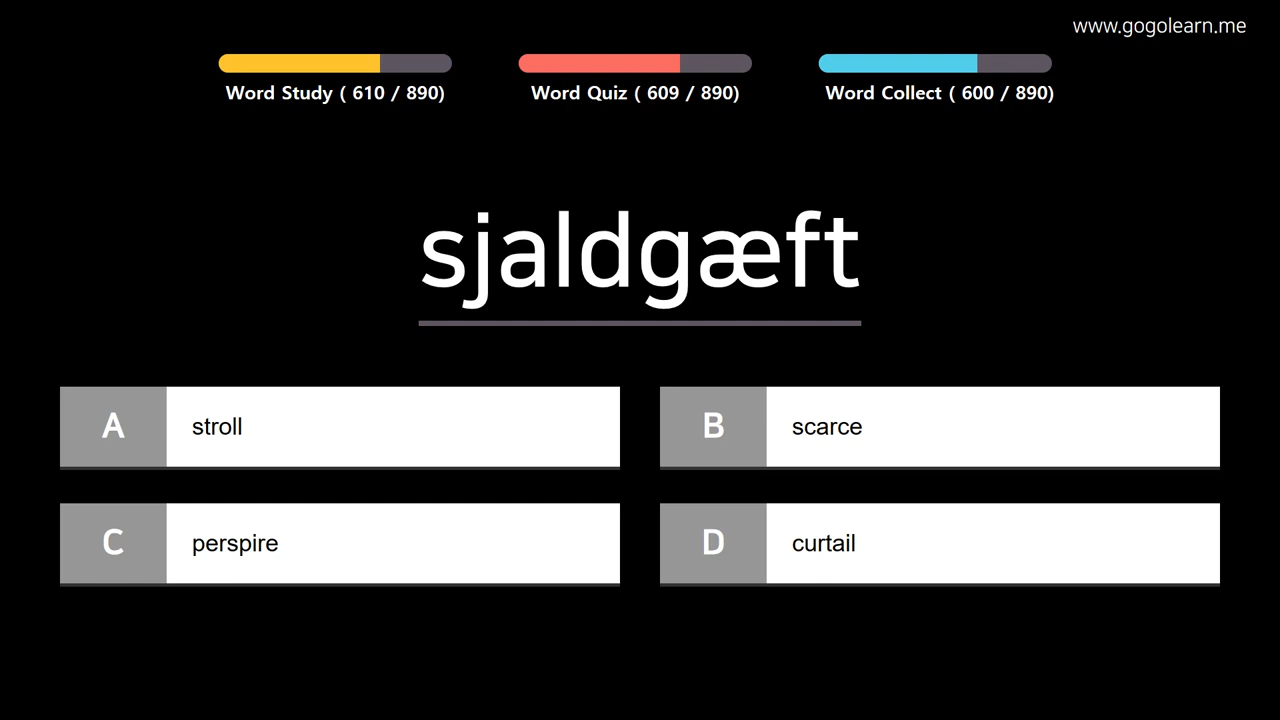 www.gogolearn.me
Word Study ( 610 / 890)
Word Quiz ( 609 / 890)
Word Collect ( 600 / 890)
sjaldgæft
A stroll
B scarce
C perspire
D curtail